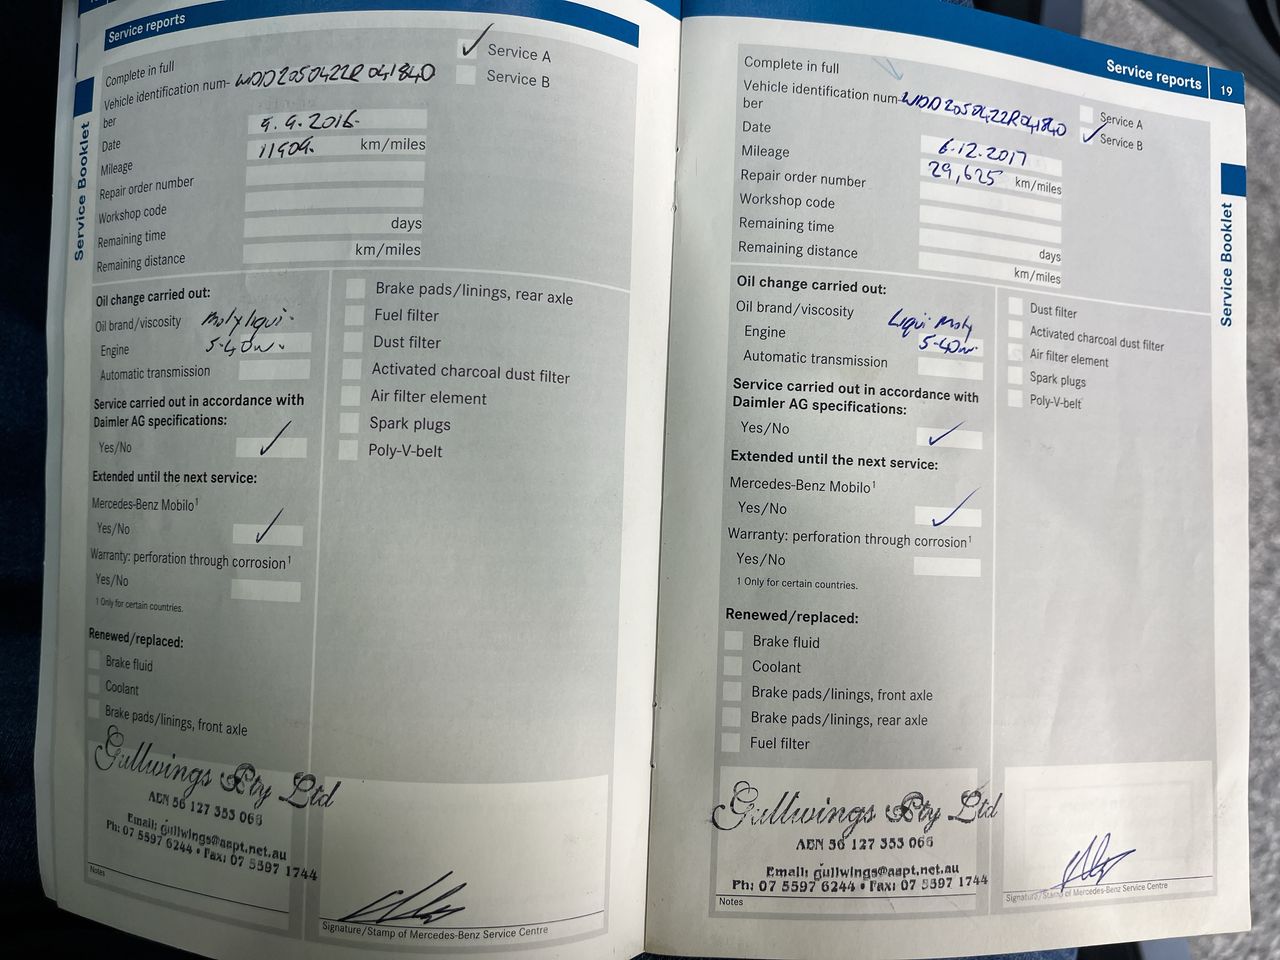 Service reports
Complete in full
Service A
Service B
Vehicle identification num-
ber
WDD2050422R041840
Date
9.9.2016.
Mileage
11909.
km/miles
Repair order number
Workshop code
Remaining time
days
Remaining distance
km/miles
Oil change carried out:
Oil brand/viscosity
Moly liqui.
Engine
5-40w.
Automatic transmission
Service carried out in accordance with
Daimler AG specifications:
Yes/No
Extended until the next service:
Mercedes-Benz Mobilo¹
Yes/No
Warranty: perforation through corrosion¹
Yes/No
¹ Only for certain countries.
Renewed/replaced:
Brake fluid
Coolant
Brake pads/linings, front axle
Brake pads/linings, rear axle
Fuel filter
Dust filter
Activated charcoal dust filter
Air filter element
Spark plugs
Poly-V-belt
Gullwings Pty Ltd
ABN 56 127 353 066
Email: gullwings@aapt.net.au
Ph: 07 5597 6244 • Fax: 07 5597 1744
Notes
Signature/Stamp of Mercedes-Benz Service Centre
Service Booklet
Service reports
19
Complete in full
Service A
Service B
Vehicle identification num-
ber
WDD2050422R041840
Date
6.12.2017
Mileage
29,625
km/miles
Repair order number
Workshop code
Remaining time
days
Remaining distance
km/miles
Oil change carried out:
Oil brand/viscosity
Liqui Moly
Engine
5-40w.
Automatic transmission
Service carried out in accordance with
Daimler AG specifications:
Yes/No
Extended until the next service:
Mercedes-Benz Mobilo¹
Yes/No
Warranty: perforation through corrosion¹
Yes/No
1 Only for certain countries.
Renewed/replaced:
Brake fluid
Coolant
Brake pads/linings, front axle
Brake pads/linings, rear axle
Fuel filter
Dust filter
Activated charcoal dust filter
Air filter element
Spark plugs
Poly-V-belt
Gullwings Pty Ltd
ABN 56 127 353 066
Email: gullwings@aapt.net.au
Ph: 07 5597 6244 • Fax: 07 5597 1744
Notes
Signature/Stamp of Mercedes-Benz Service Centre
Service Booklet